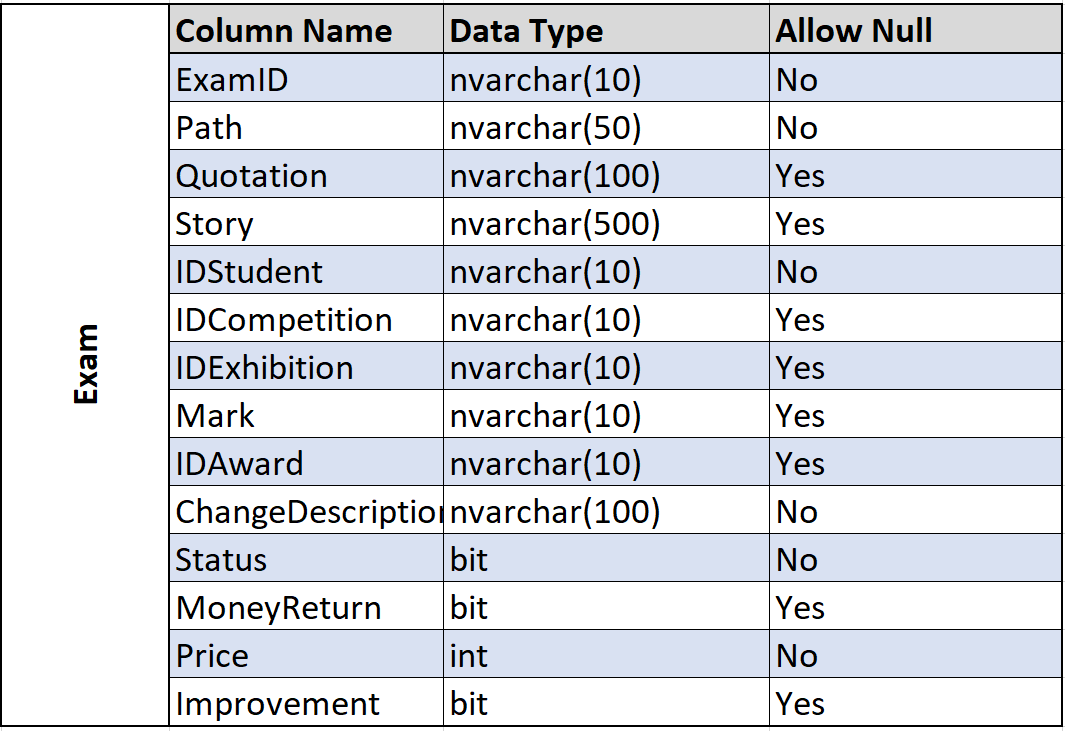 Column Name Data Type Allow Null
ExamID nvarchar(10) No
Path nvarchar(50) No
Quotation nvarchar(100) Yes
Story nvarchar(500) Yes
IDStudent nvarchar(10) No
IDCompetition nvarchar(10) Yes
IDExhibition nvarchar(10) Yes
Exam
Mark nvarchar(10) Yes
IDAward nvarchar(10) Yes
ChangeDescription nvarchar(100) No
Status bit No
MoneyReturn bit Yes
Price int No
Improvement bit Yes